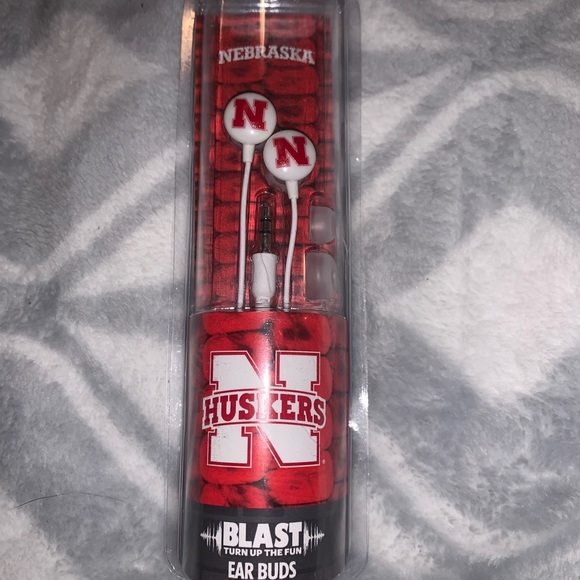 NEBRASKA
N
N
N
HUSKERS
®
BLAST
TURN UP THE FUN
EAR BUDS